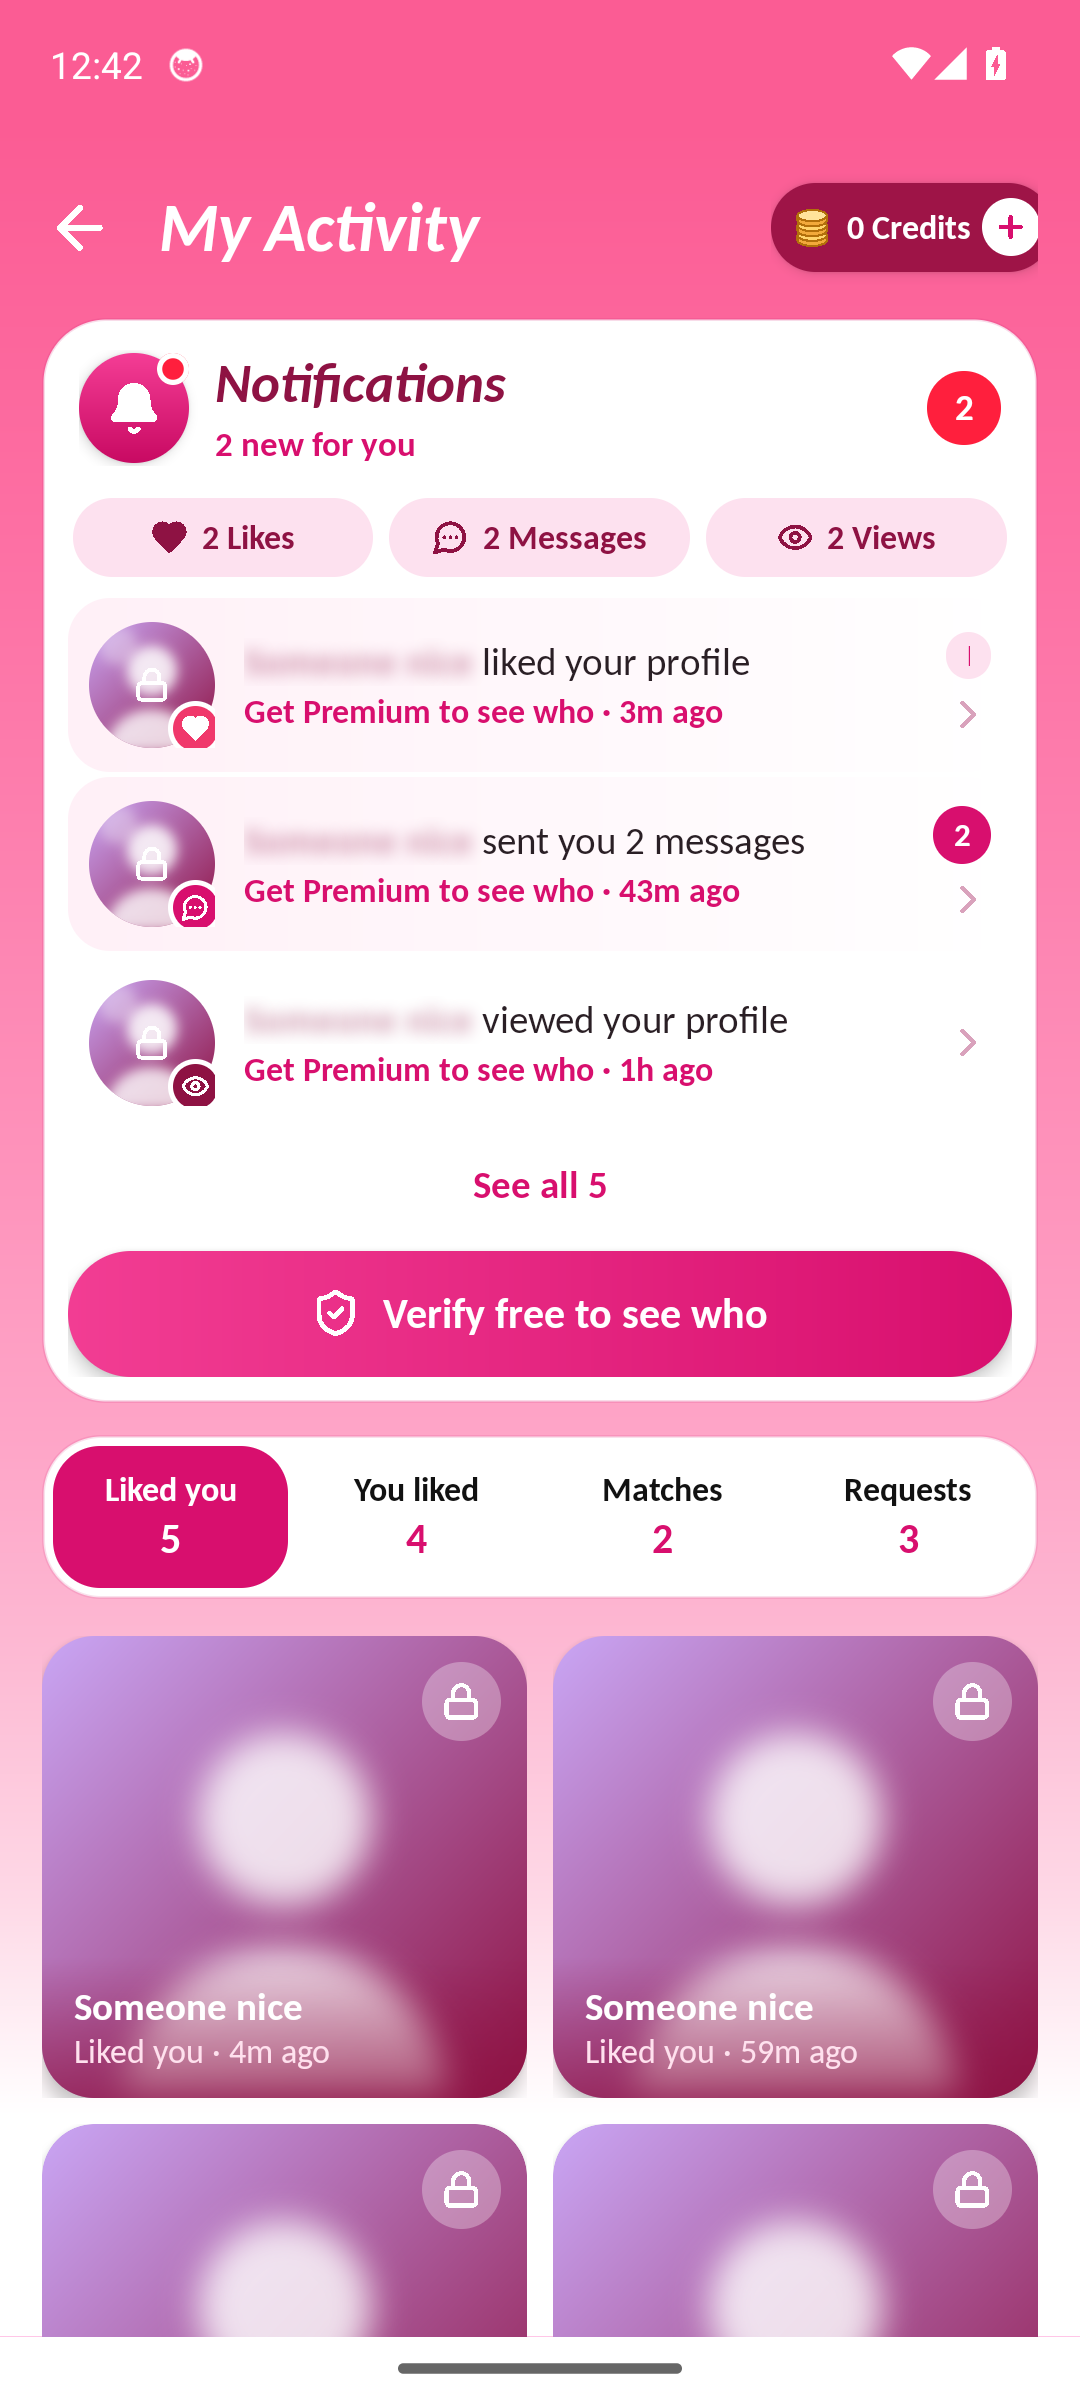 12:42
My Activity
0 Credits
Notifications
2 new for you
2
2 Likes
2 Messages
2 Views
liked your profile
Get Premium to see who · 3m ago
sent you 2 messages
Get Premium to see who · 43m ago
2
viewed your profile
Get Premium to see who · 1h ago
See all 5
Verify free to see who
Liked you
5
You liked
4
Matches
2
Requests
3
Someone nice
Liked you · 4m ago
Someone nice
Liked you · 59m ago